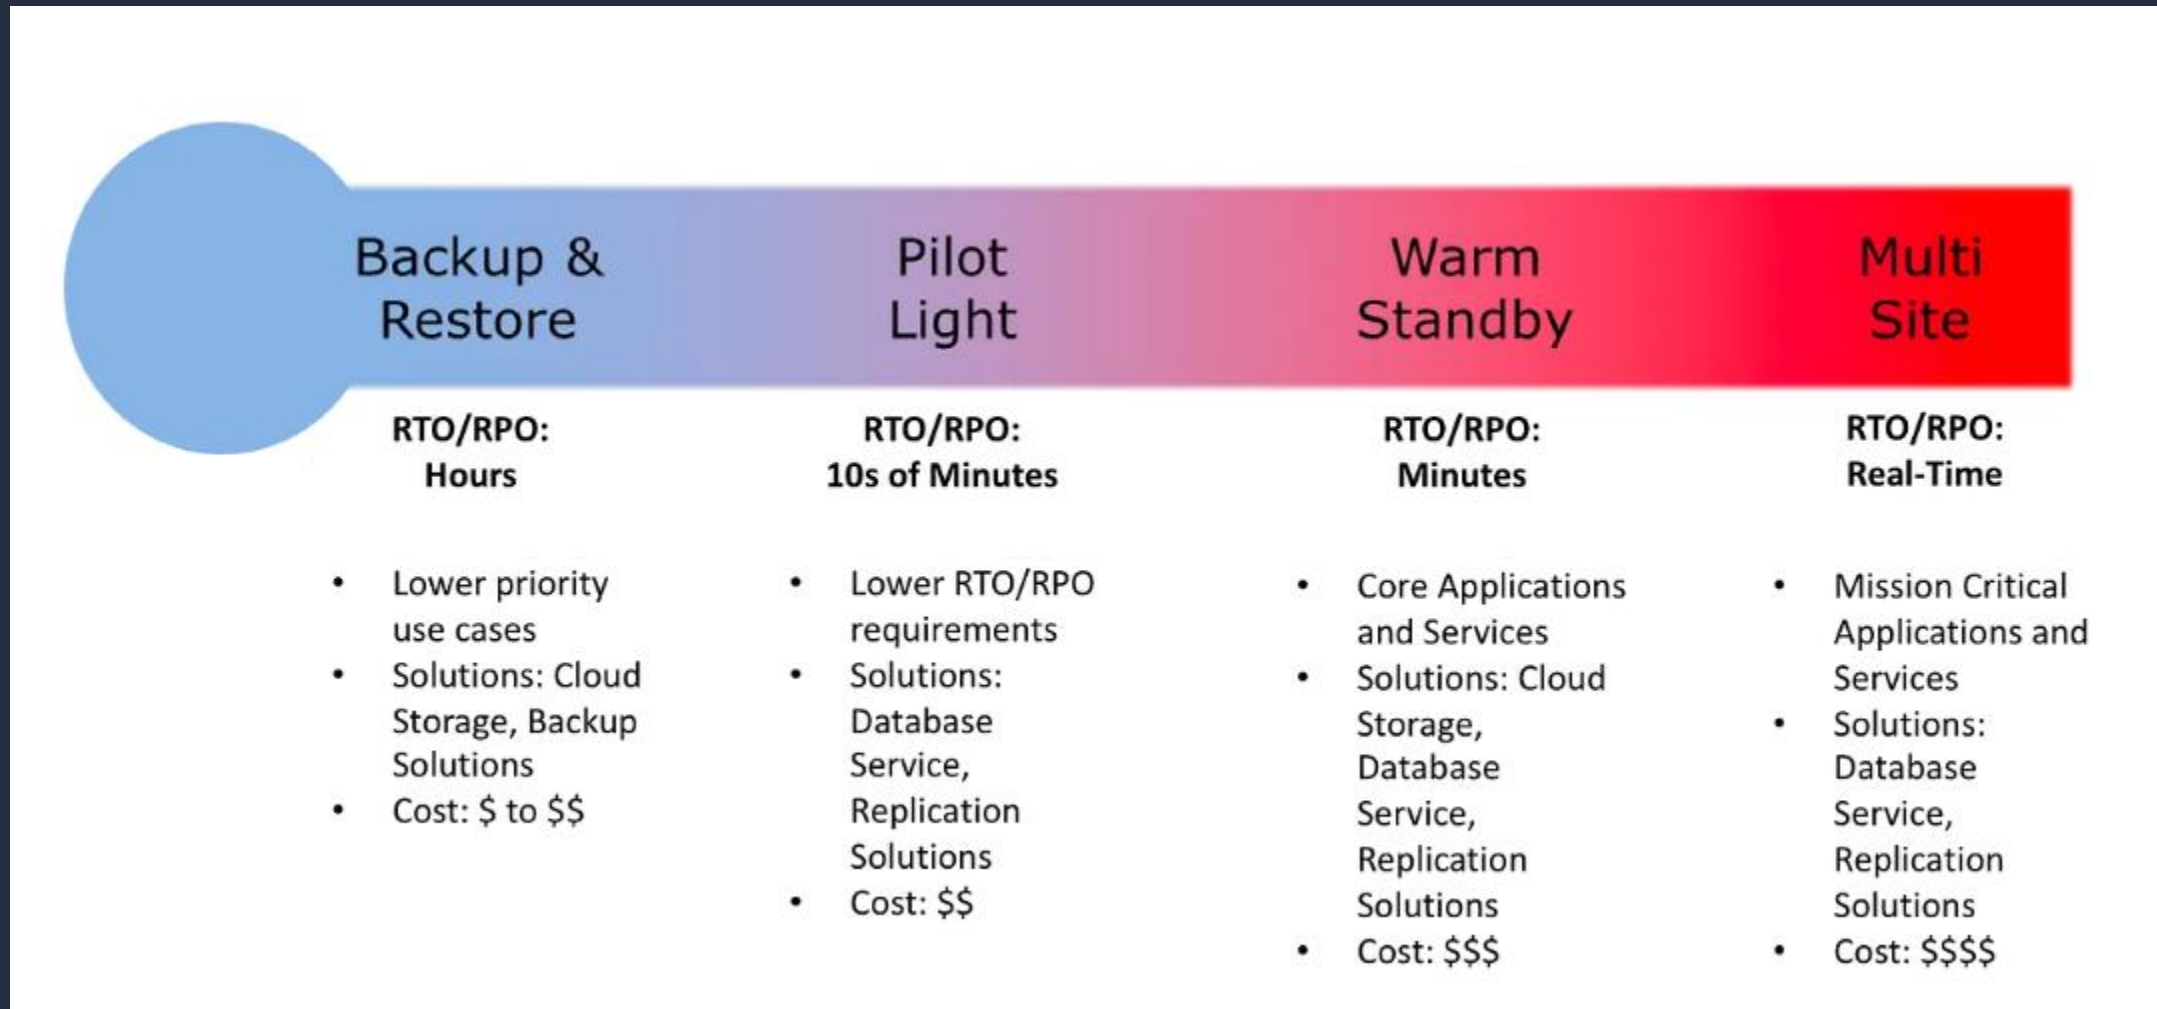 Backup &
Restore
Pilot
Light
Warm
Standby
Multi
Site
RTO/RPO:
Hours
RTO/RPO:
10s of Minutes
RTO/RPO:
Minutes
RTO/RPO:
Real-Time
• Lower priority
use cases
• Solutions: Cloud
Storage, Backup
Solutions
• Cost: $ to $$
• Lower RTO/RPO
requirements
• Solutions:
Database
Service,
Replication
Solutions
• Cost: $$
• Core Applications
and Services
• Solutions: Cloud
Storage,
Database
Service,
Replication
Solutions
• Cost: $$$
• Mission Critical
Applications and
Services
• Solutions:
Database
Service,
Replication
Solutions
• Cost: $$$$